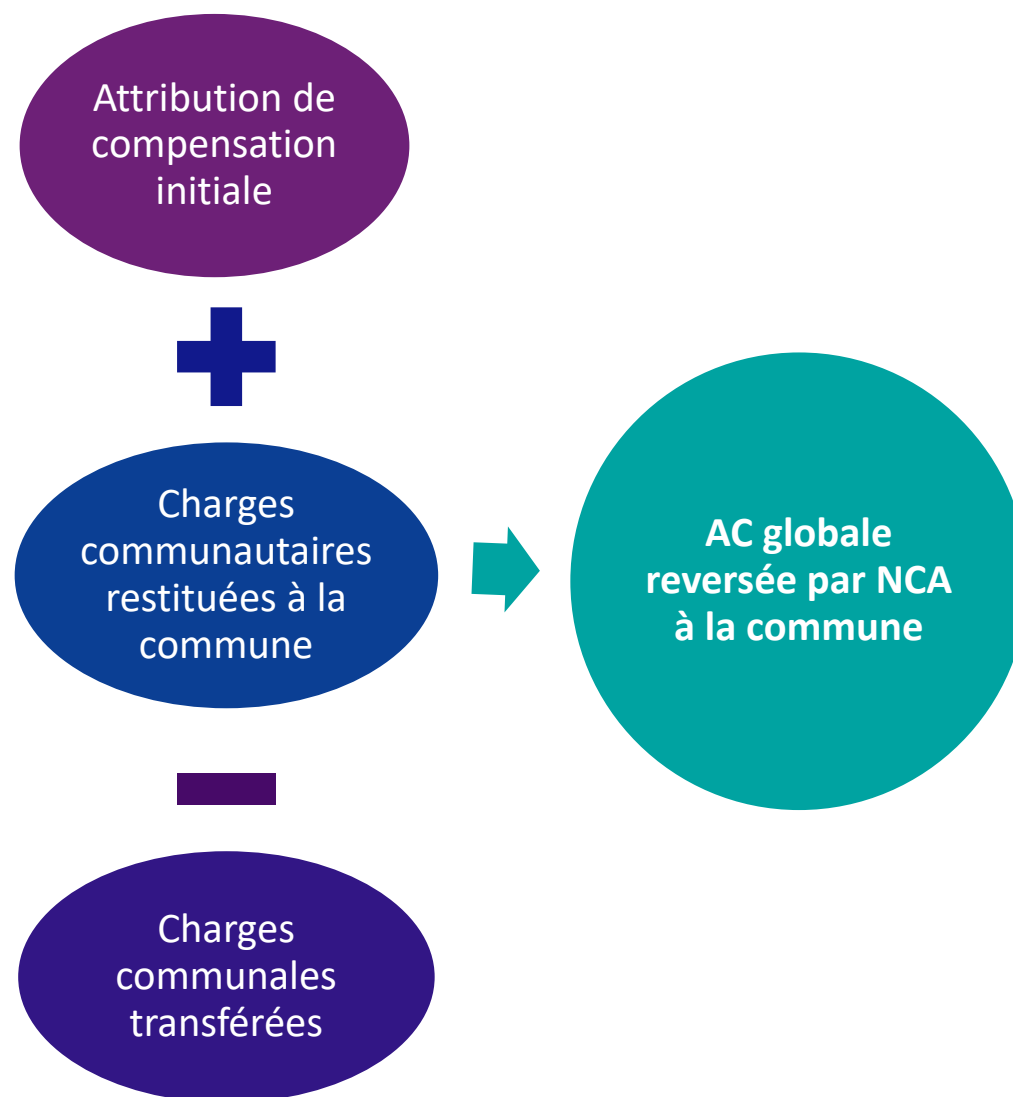 Attribution de
compensation
initiale
Charges
communautaires
restituées à la
commune
AC globale
reversée par NCA
à la commune
Charges
communales
transférées